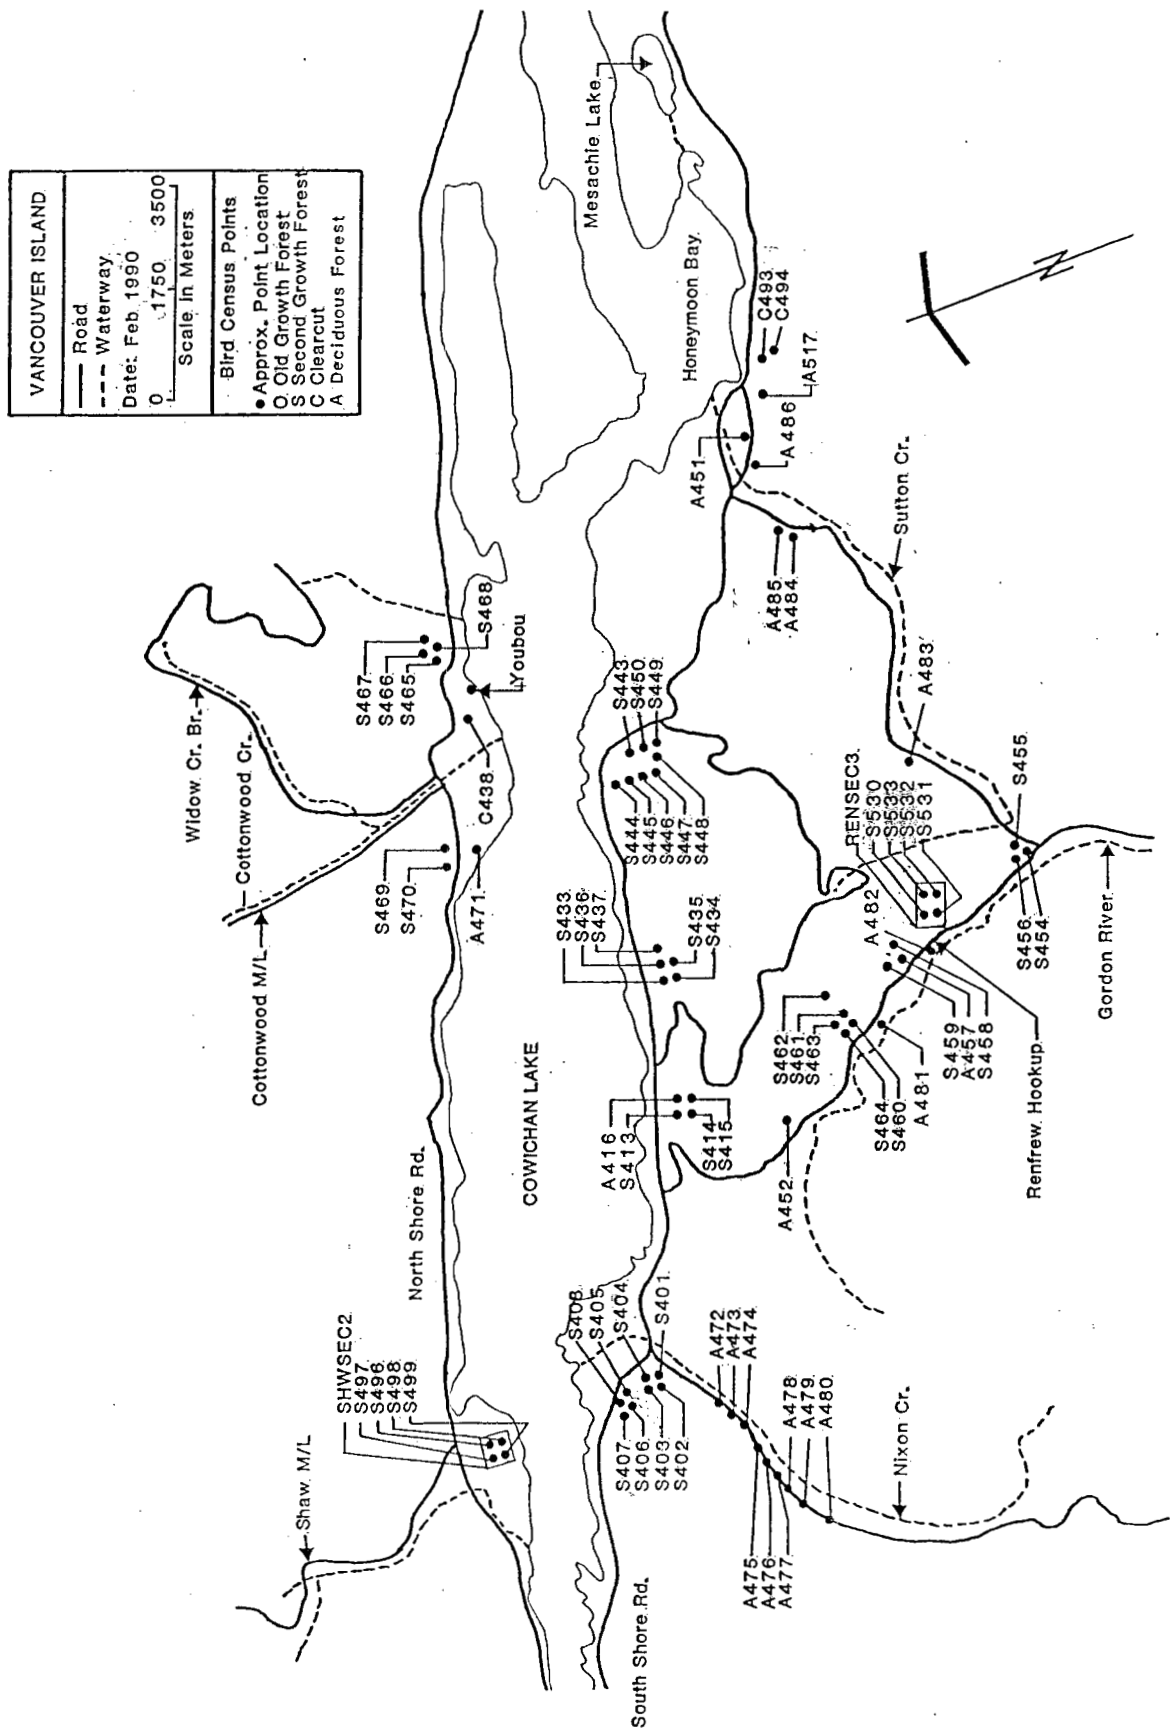 VANCOUVER ISLAND
Road
Waterway
Date: Feb. 1990
0 1750 3500
Scale In Meters
Bird Census Points
• Approx. Point Location
O Old Growth Forest
S Second Growth Forest
C Clearcut
A Deciduous Forest
Shaw M/L
SHWSEC2
S497
S496
S498
S499
North Shore Rd.
Cottonwood M/L
Cottonwood Cr.
Widow Cr. Br.
S469
S470
A471
C438
S467
S466
S465
S468
Youbou
COWICHAN LAKE
Mesachie Lake
Honeymoon Bay
South Shore Rd.
S408
S405
S404
S401
S407
S406
S403
S402
A472
A473
A474
A475
A476
A477
A478
A479
A480
Nixon Cr.
A416
S413
S414
S415
A452
S433
S436
S437
S435
S434
S443
S450
S449
S444
S445
S446
S447
S448
S462
S461
S463
S464
S460
A481
A482
S459
A457
S458
Renfrew Hookup
RENSEC3
S530
S533
S532
S531
S456
S454
S455
Gordon River
A483
Sutton Cr.
A485
A484
A451
A486
A517
C493
C494
N